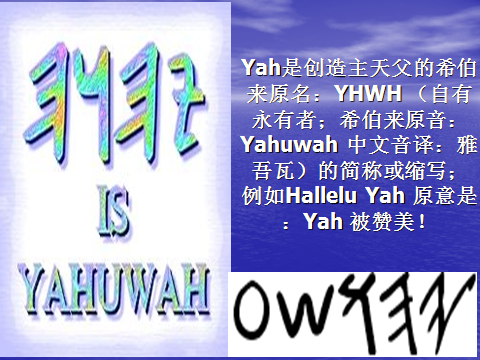 𐤉𐤄𐤅𐤄
IS
YAHUWAH
Yah是创造主天父的希伯
来原名：YHWH （自有
永有者；希伯来原音：
Yahuwah 中文音译：雅
吾瓦）的简称或缩写；
例如Hallelu Yah 原意是
：Yah 被赞美！
𐤉𐤄𐤅𐤔𐤏